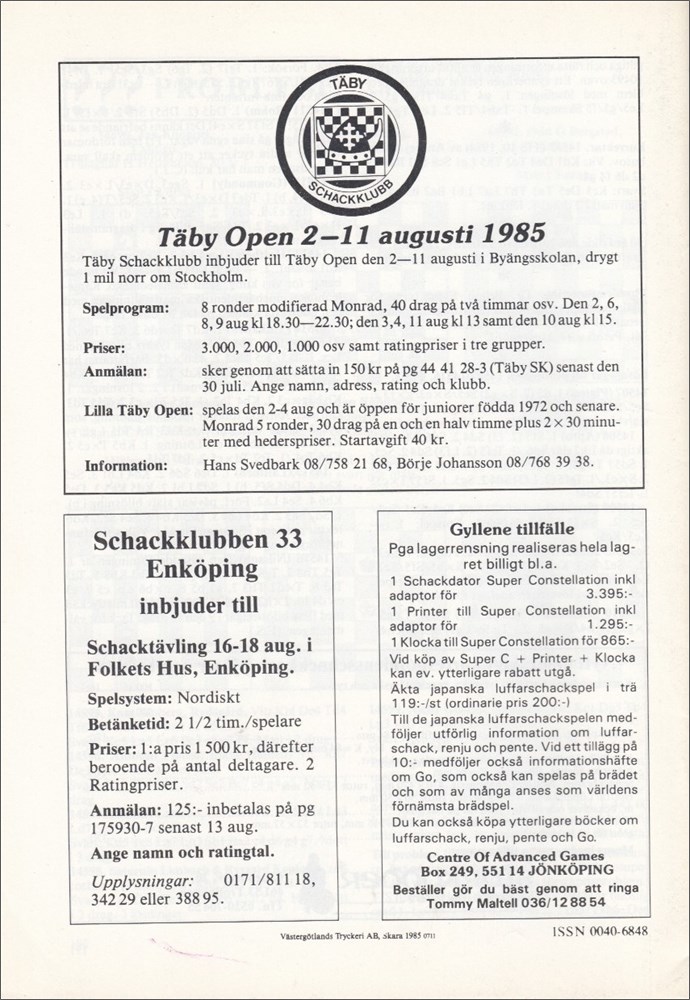 TÄBY
SCHACKKLUBB
Täby Open 2–11 augusti 1985
Täby Schackklubb inbjuder till Täby Open den 2—11 augusti i Byängsskolan, drygt
1 mil norr om Stockholm.
Spelprogram: 8 ronder modifierad Monrad, 40 drag på två timmar osv. Den 2, 6,
8, 9 aug kl 18.30—22.30; den 3,4, 11 aug kl 13 samt den 10 aug kl 15.
Priser: 3.000, 2.000, 1.000 osv samt ratingpriser i tre grupper.
Anmälan: sker genom att sätta in 150 kr på pg 44 41 28-3 (Täby SK) senast den
30 juli. Ange namn, adress, rating och klubb.
Lilla Täby Open: spelas den 2-4 aug och är öppen för juniorer födda 1972 och senare.
Monrad 5 ronder, 30 drag på en och en halv timme plus 2 × 30 minu-
ter med hederspriser. Startavgift 40 kr.
Information: Hans Svedbark 08/758 21 68, Börje Johansson 08/768 39 38.
Schackklubben 33
Enköping
inbjuder till
Schacktävling 16-18 aug. i
Folkets Hus, Enköping.
Spelsystem: Nordiskt
Betänketid: 2 1/2 tim./spelare
Priser: 1:a pris 1 500 kr, därefter
beroende på antal deltagare. 2
Ratingpriser.
Anmälan: 125:- inbetalas på pg
175930-7 senast 13 aug.
Ange namn och ratingtal.
Upplysningar: 0171/811 18,
342 29 eller 388 95.
Gyllene tillfälle
Pga lagerrensning realiseras hela lag-
ret billigt bl.a.
1 Schackdator Super Constellation inkl
adaptor för 3.395:-
1 Printer till Super Constellation inkl
adaptor för 1.295:-
1 Klocka till Super Constellation för 865:-
Vid köp av Super C + Printer + Klocka
kan ev. ytterligare rabatt utgå.
Äkta japanska luffarschackspel i trä
119:-/st (ordinarie pris 200:-)
Till de japanska luffarschackspelen med-
följer utförlig information om luffar-
schack, renju och pente. Vid ett tillägg på
10:- medföljer också informationshäfte
om Go, som också kan spelas på brädet
och som av många anses som världens
förnämsta brädspel.
Du kan också köpa ytterligare böcker om
luffarschack, renju, pente och Go.
Centre Of Advanced Games
Box 249, 551 14 JÖNKÖPING
Beställer gör du bäst genom att ringa
Tommy Maltell 036/12 88 54
Västergötlands Tryckeri AB, Skara 1985 0711
ISSN 0040-6848